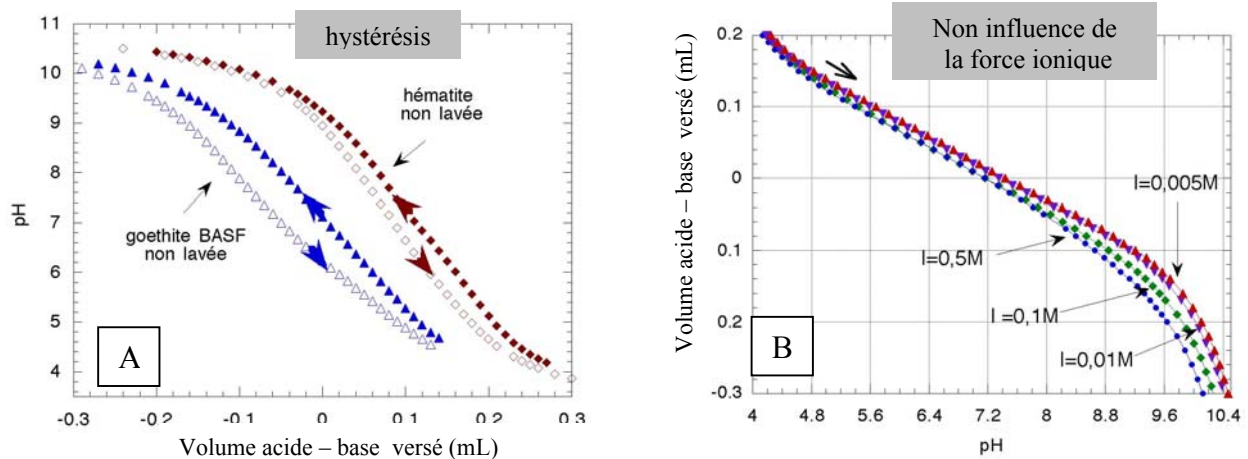 hystérésis
pH
11
10
9
8
7
6
5
4
-0.3
-0.2
-0.1
0
0.1
0.2
0.3
hématite
non lavée
goethite BASF
non lavée
A
Volume acide – base versé (mL)
Non influence de
la force ionique
Volume acide – base versé (mL)
0.2
0.1
0
0.1
0.2
-0.3
4
4.8
5.6
6.4
7.2
8
8.8
9.6
10.4
I=0,005M
I=0,5M
I =0,1M
I=0,01M
B
pH